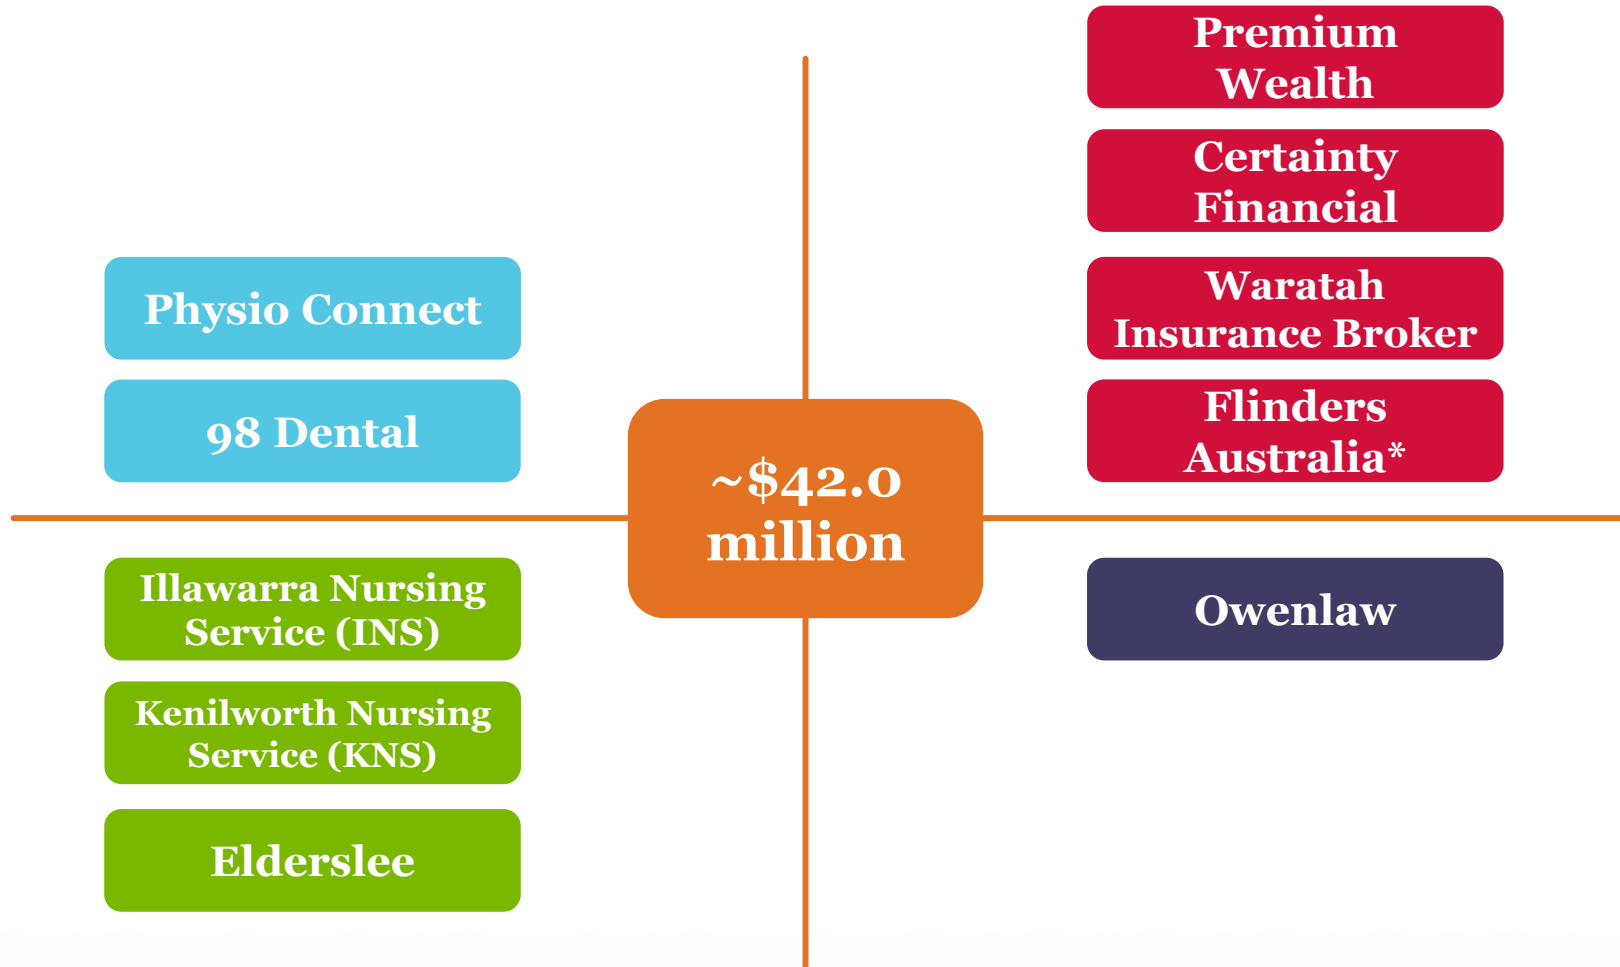 Premium
Wealth
Certainty
Financial
Waratah
Insurance Broker
Flinders
Australia*
Physio Connect
98 Dental
~$42.0
million
Illawarra Nursing
Service (INS)
Kenilworth Nursing
Service (KNS)
Elderslee
Owenlaw